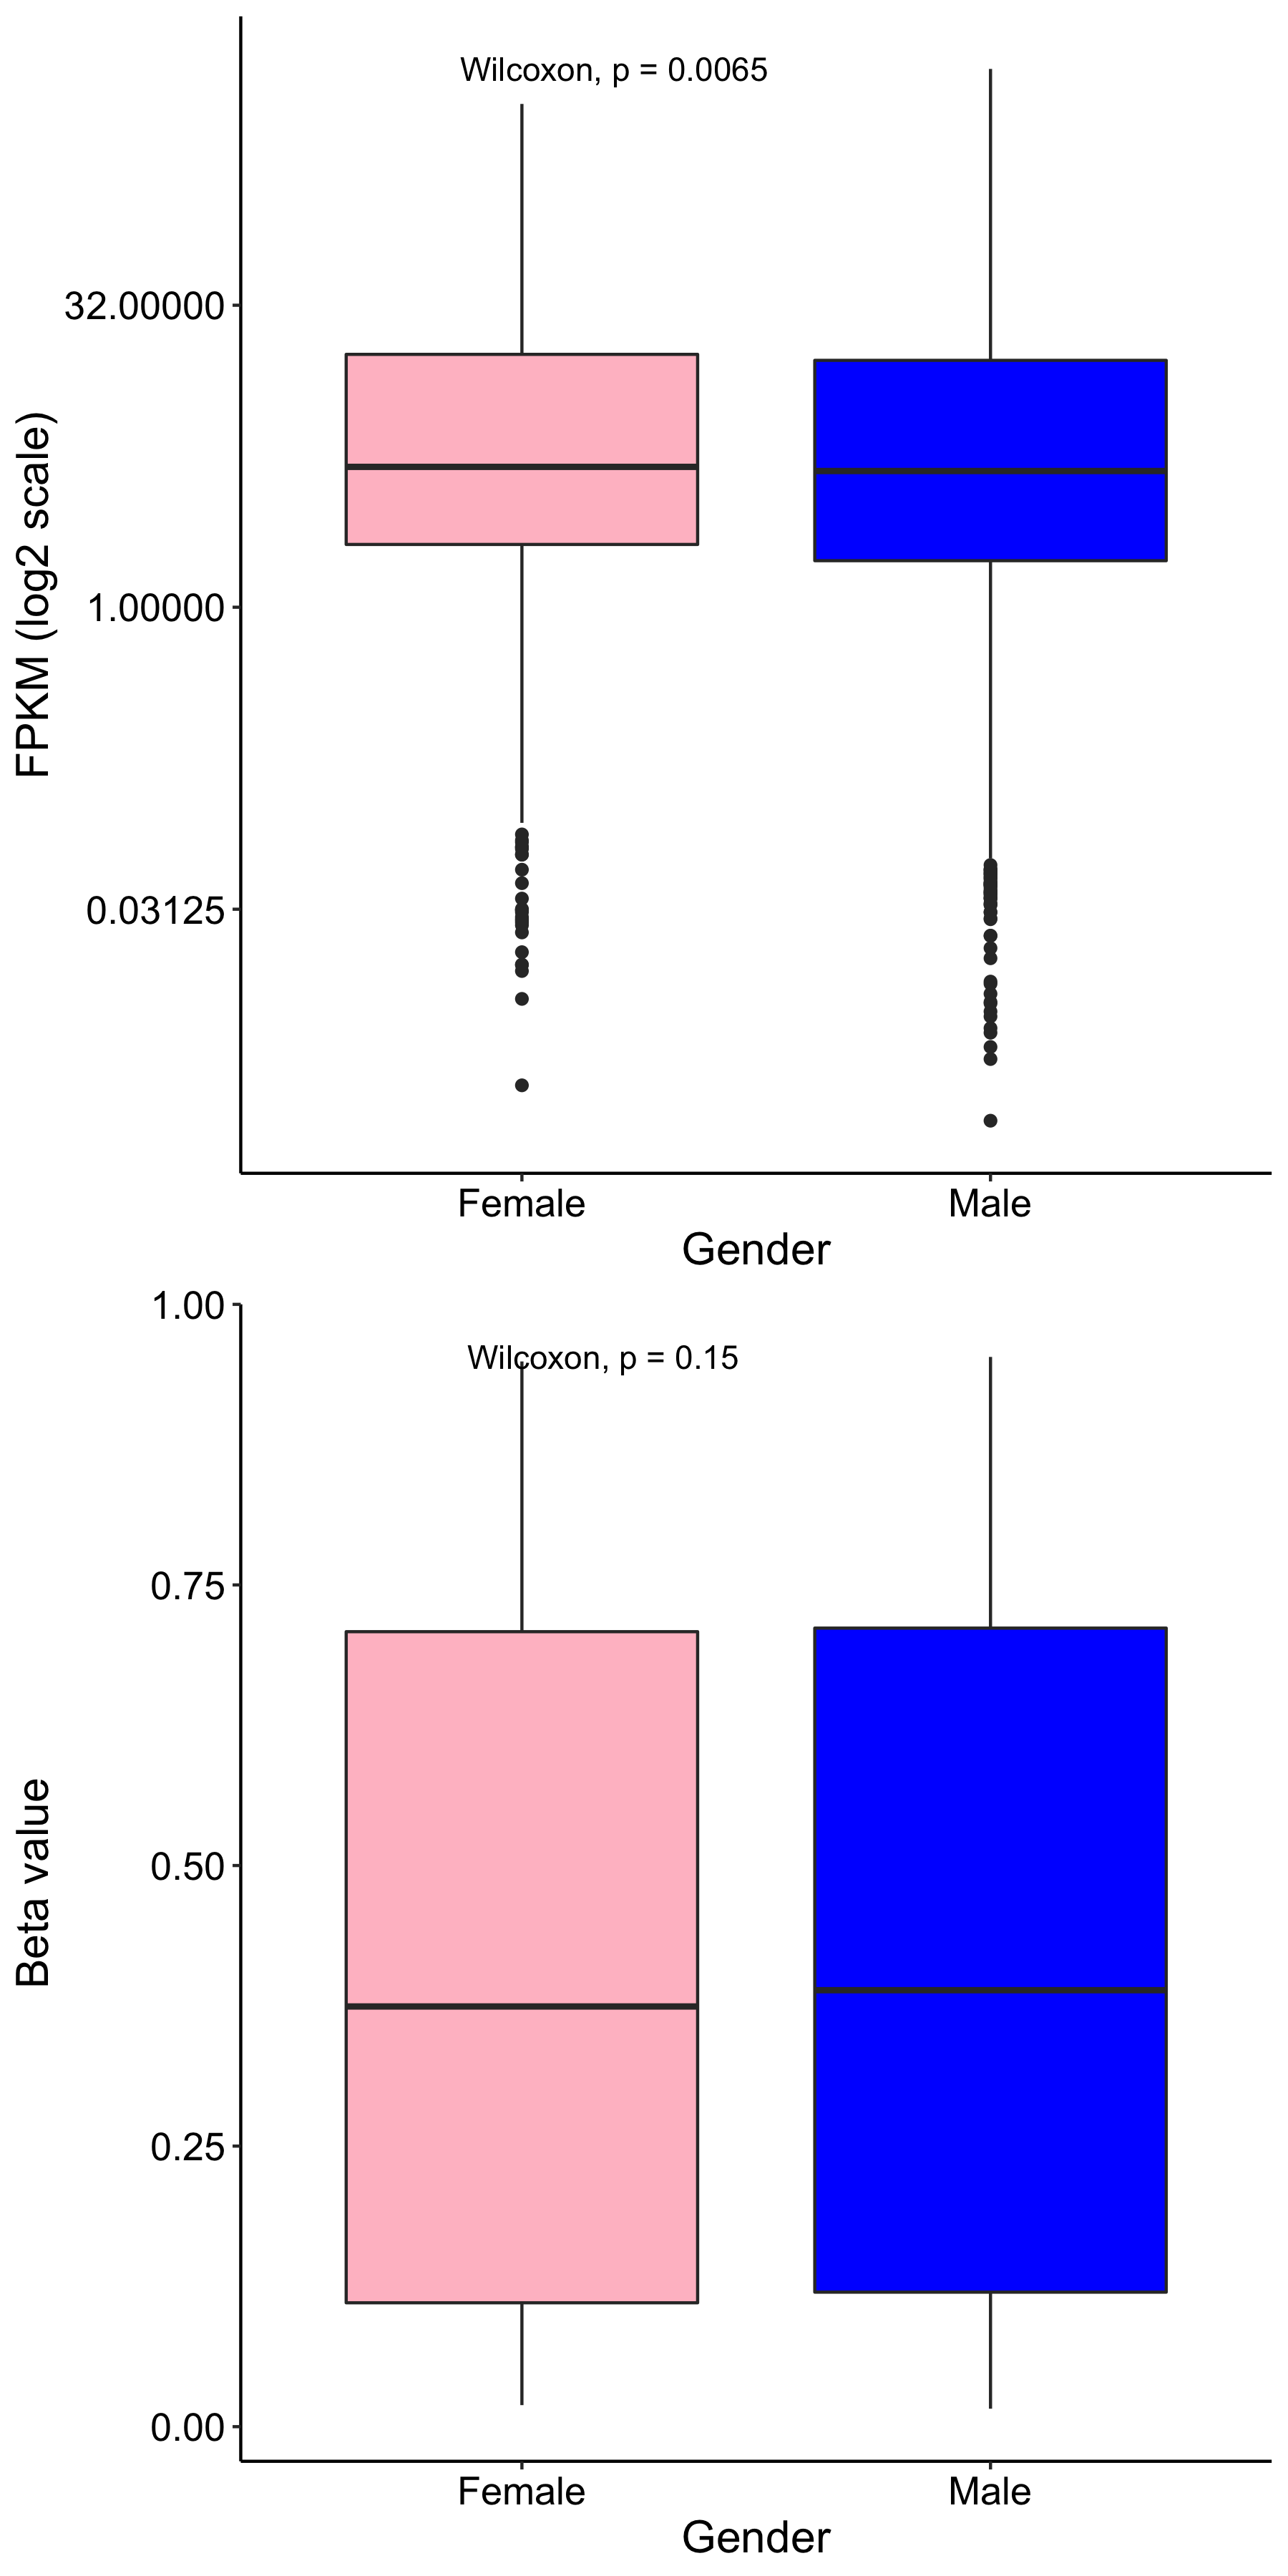 Wilcoxon, p = 0.0065
32.00000
1.00000
0.03125
FPKM (log2 scale)
Female
Male
Gender
1.00
Wilcoxon, p = 0.15
0.75
0.50
0.25
0.00
Beta value
Female
Male
Gender